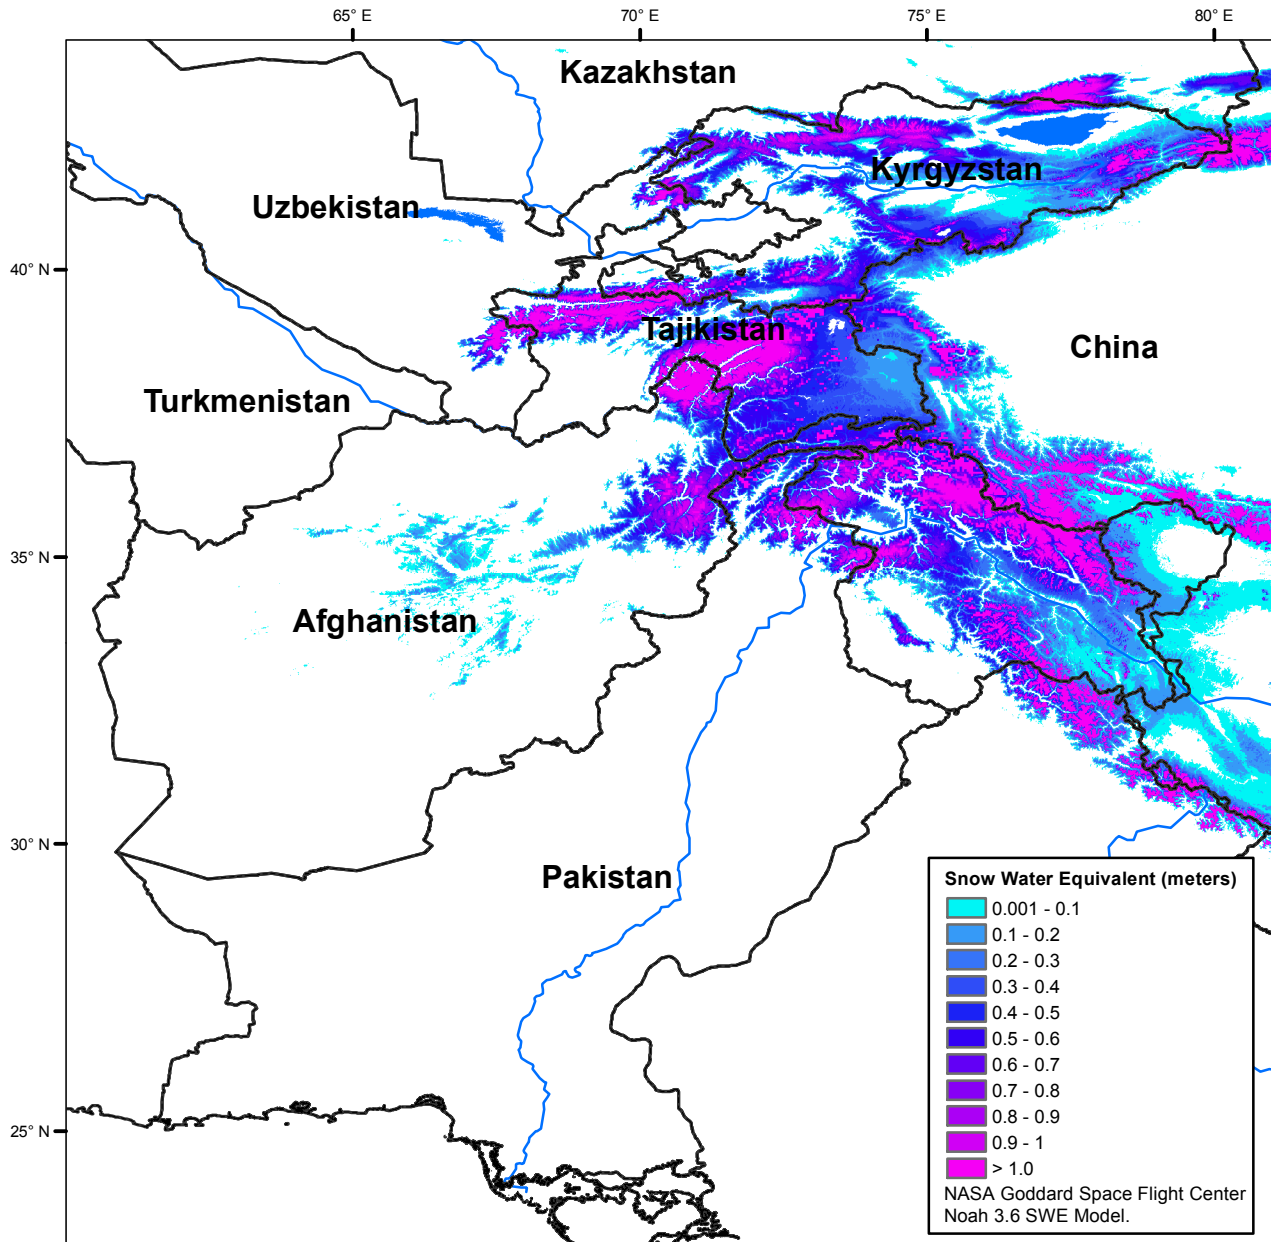 65° E
70° E
75° E
80° E
Kazakhstan
Kyrgyzstan
Uzbekistan
40° N
Tajikistan
China
Turkmenistan
35° N
Afghanistan
30° N
Pakistan
25° N
Snow Water Equivalent (meters)
0.001 - 0.1
0.1 - 0.2
0.2 - 0.3
0.3 - 0.4
0.4 - 0.5
0.5 - 0.6
0.6 - 0.7
0.7 - 0.8
0.8 - 0.9
0.9 - 1
> 1.0
NASA Goddard Space Flight Center
Noah 3.6 SWE Model.